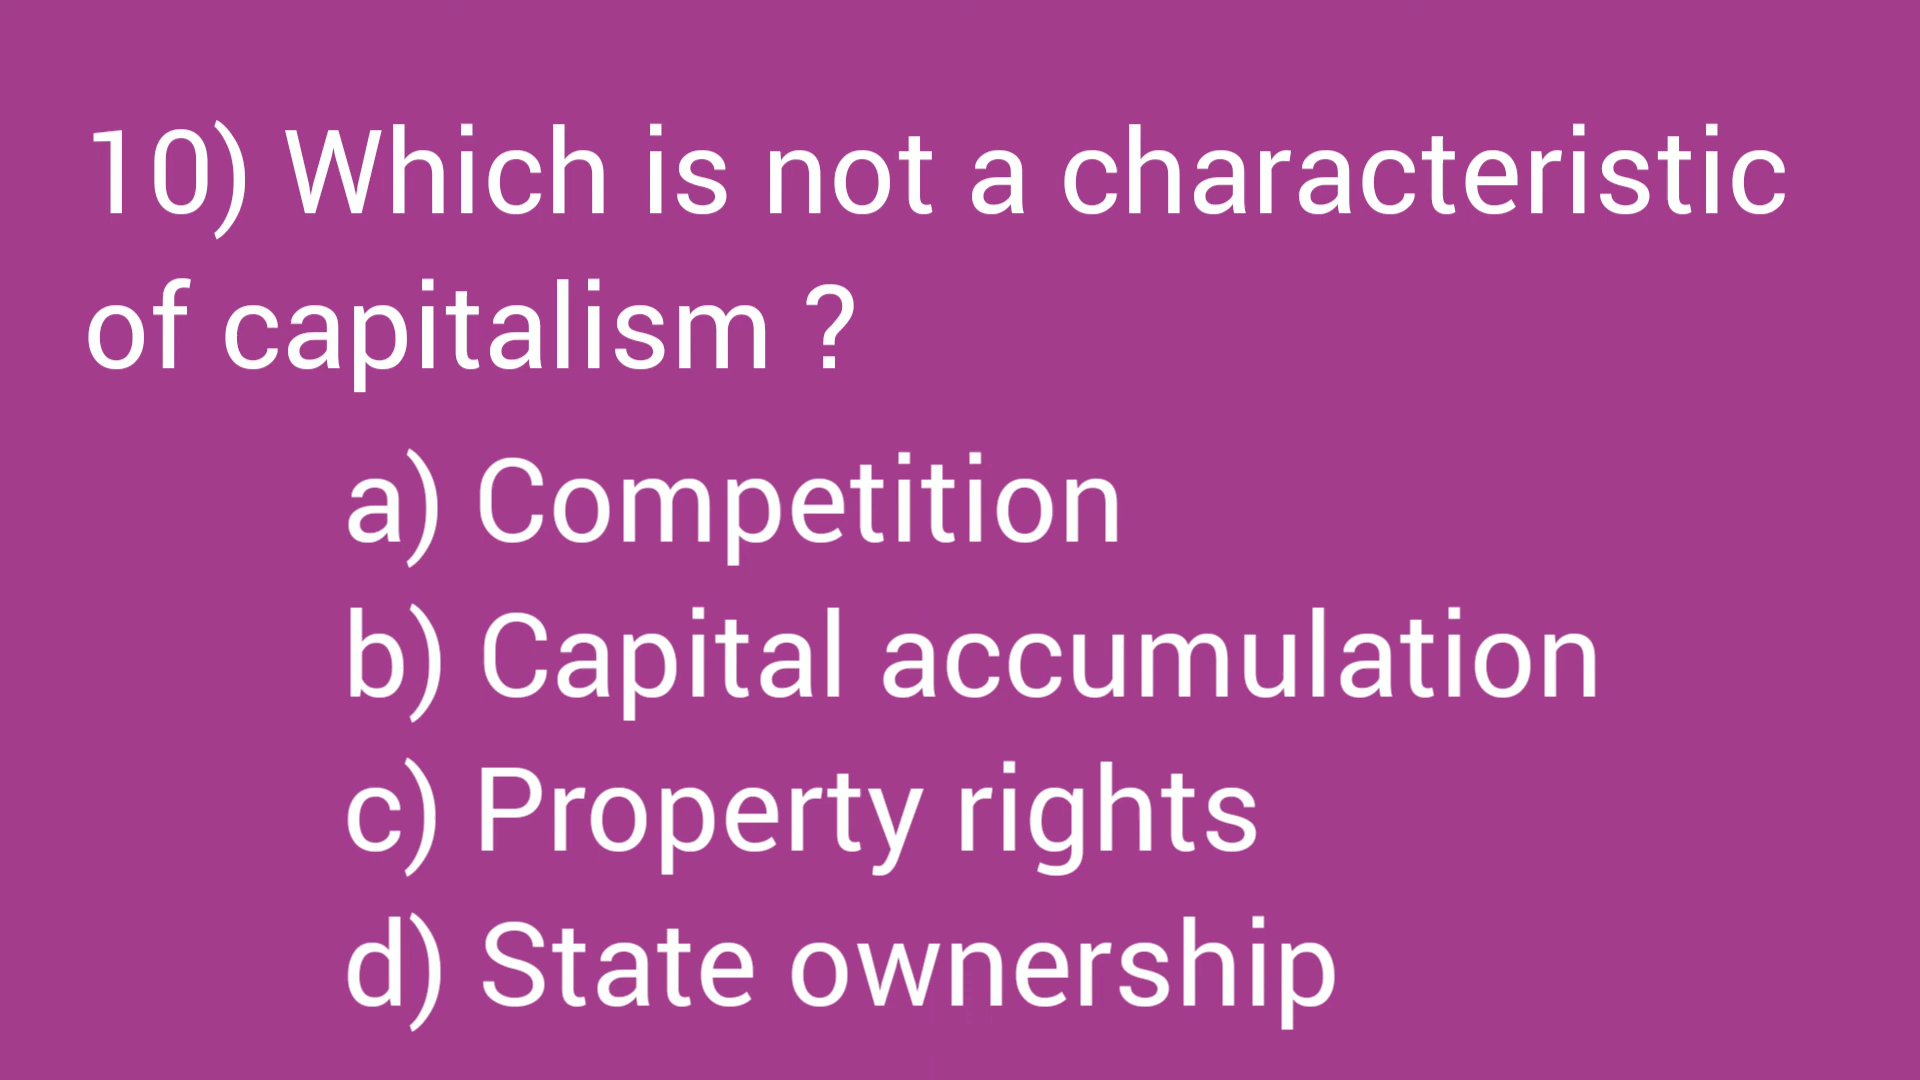 10) Which is not a characteristic
of capitalism ?
a) Competition
b) Capital accumulation
c) Property rights
d) State ownership